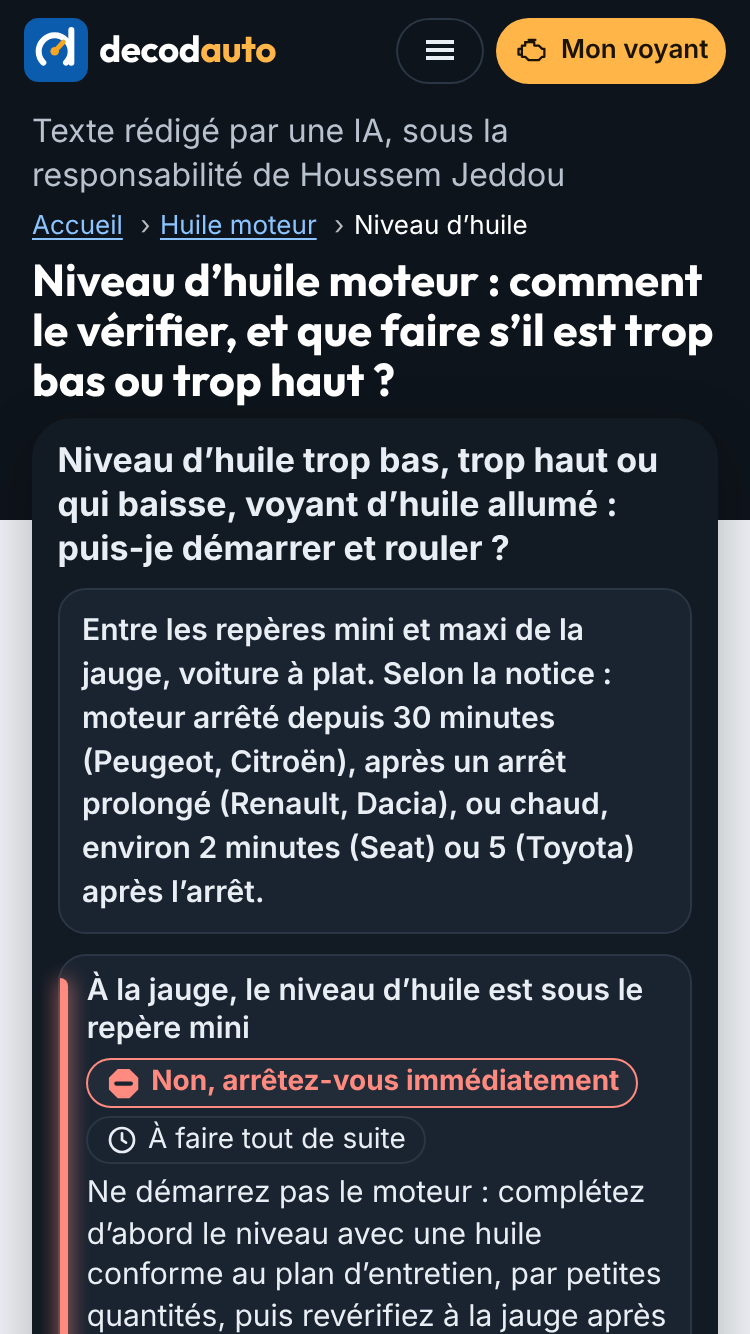 decodauto
Mon voyant
Texte rédigé par une IA, sous la
responsabilité de Houssem Jeddou
Accueil › Huile moteur › Niveau d’huile
Niveau d’huile moteur : comment
le vérifier, et que faire s’il est trop
bas ou trop haut ?
Niveau d’huile trop bas, trop haut ou
qui baisse, voyant d’huile allumé :
puis-je démarrer et rouler ?
Entre les repères mini et maxi de la
jauge, voiture à plat. Selon la notice :
moteur arrêté depuis 30 minutes
(Peugeot, Citroën), après un arrêt
prolongé (Renault, Dacia), ou chaud,
environ 2 minutes (Seat) ou 5 (Toyota)
après l’arrêt.
À la jauge, le niveau d’huile est sous le
repère mini
Non, arrêtez-vous immédiatement
À faire tout de suite
Ne démarrez pas le moteur : complétez
d’abord le niveau avec une huile
conforme au plan d’entretien, par petites
quantités, puis revérifiez à la jauge après